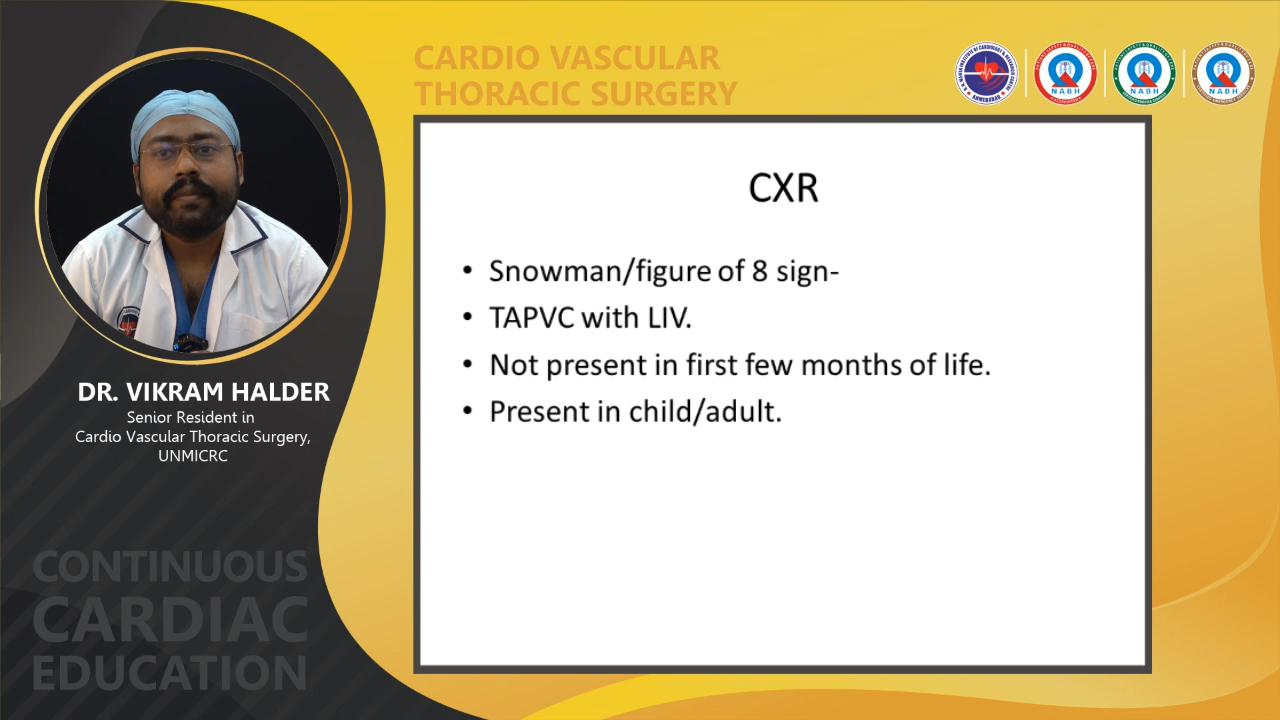 CARDIO VASCULAR
THORACIC SURGERY
NABH
NABH
NABH
CXR
• Snowman/figure of 8 sign-
• TAPVC with LIV.
• Not present in first few months of life.
• Present in child/adult.
DR. VIKRAM HALDER
Senior Resident in
Cardio Vascular Thoracic Surgery,
UNMICRC
CONTINUOUS
CARDIAC
EDUCATION